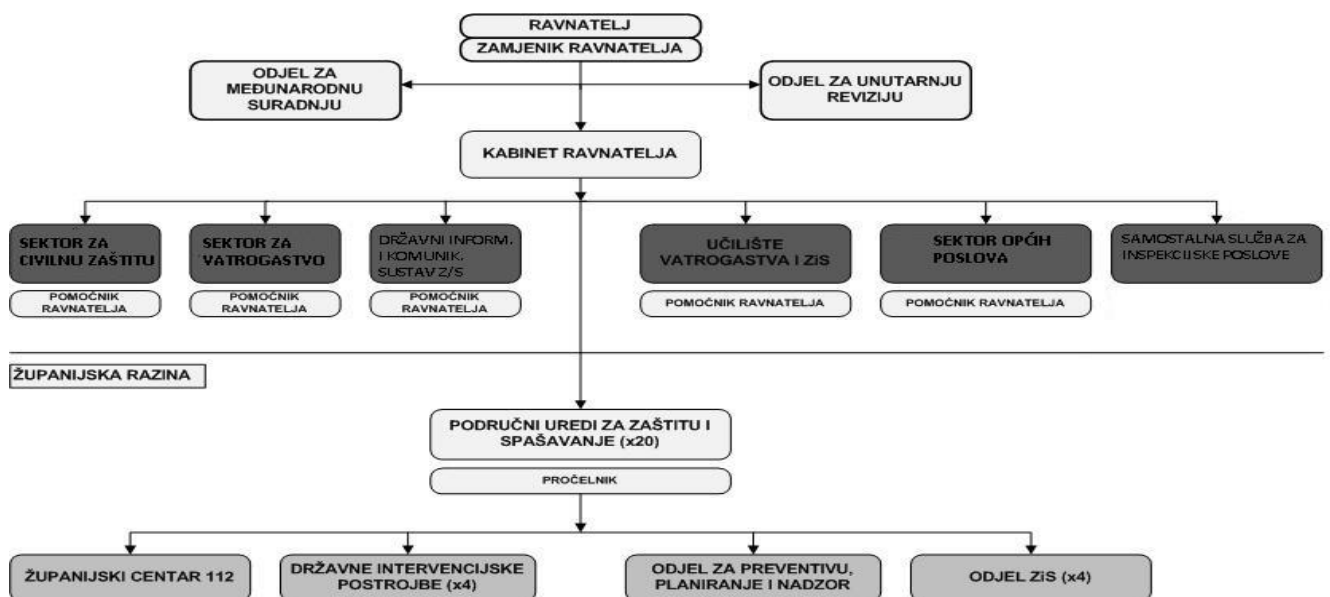 RAVNATELJ
ZAMJENIK RAVNATELJA
ODJEL ZA
MEĐUNARODNU
SURADNJU
ODJEL ZA UNUTARNJU
REVIZIJU
KABINET RAVNATELJA
SEKTOR ZA
CIVILNU ZAŠTITU
POMOĆNIK
RAVNATELJA
SEKTOR ZA
VATROGASTVO
POMOĆNIK
RAVNATELJA
DRŽAVNI INFORM.
I KOMUNIK.
SUSTAV Z/S
POMOĆNIK
RAVNATELJA
UČILIŠTE
VATROGASTVA I ZiS
POMOĆNIK RAVNATELJA
SEKTOR OPĆIH
POSLOVA
POMOĆNIK RAVNATELJA
SAMOSTALNA SLUŽBA ZA
INSPEKCIJSKE POSLOVE
ŽUPANIJSKA RAZINA
PODRUČNI UREDI ZA ZAŠTITU I
SPAŠAVANJE (x20)
PROČELNIK
ŽUPANIJSKI CENTAR 112
DRŽAVNE INTERVENCIJSKE
POSTROJBE (x4)
ODJEL ZA PREVENTIVU,
PLANIRANJE I NADZOR
ODJEL ZiS (x4)